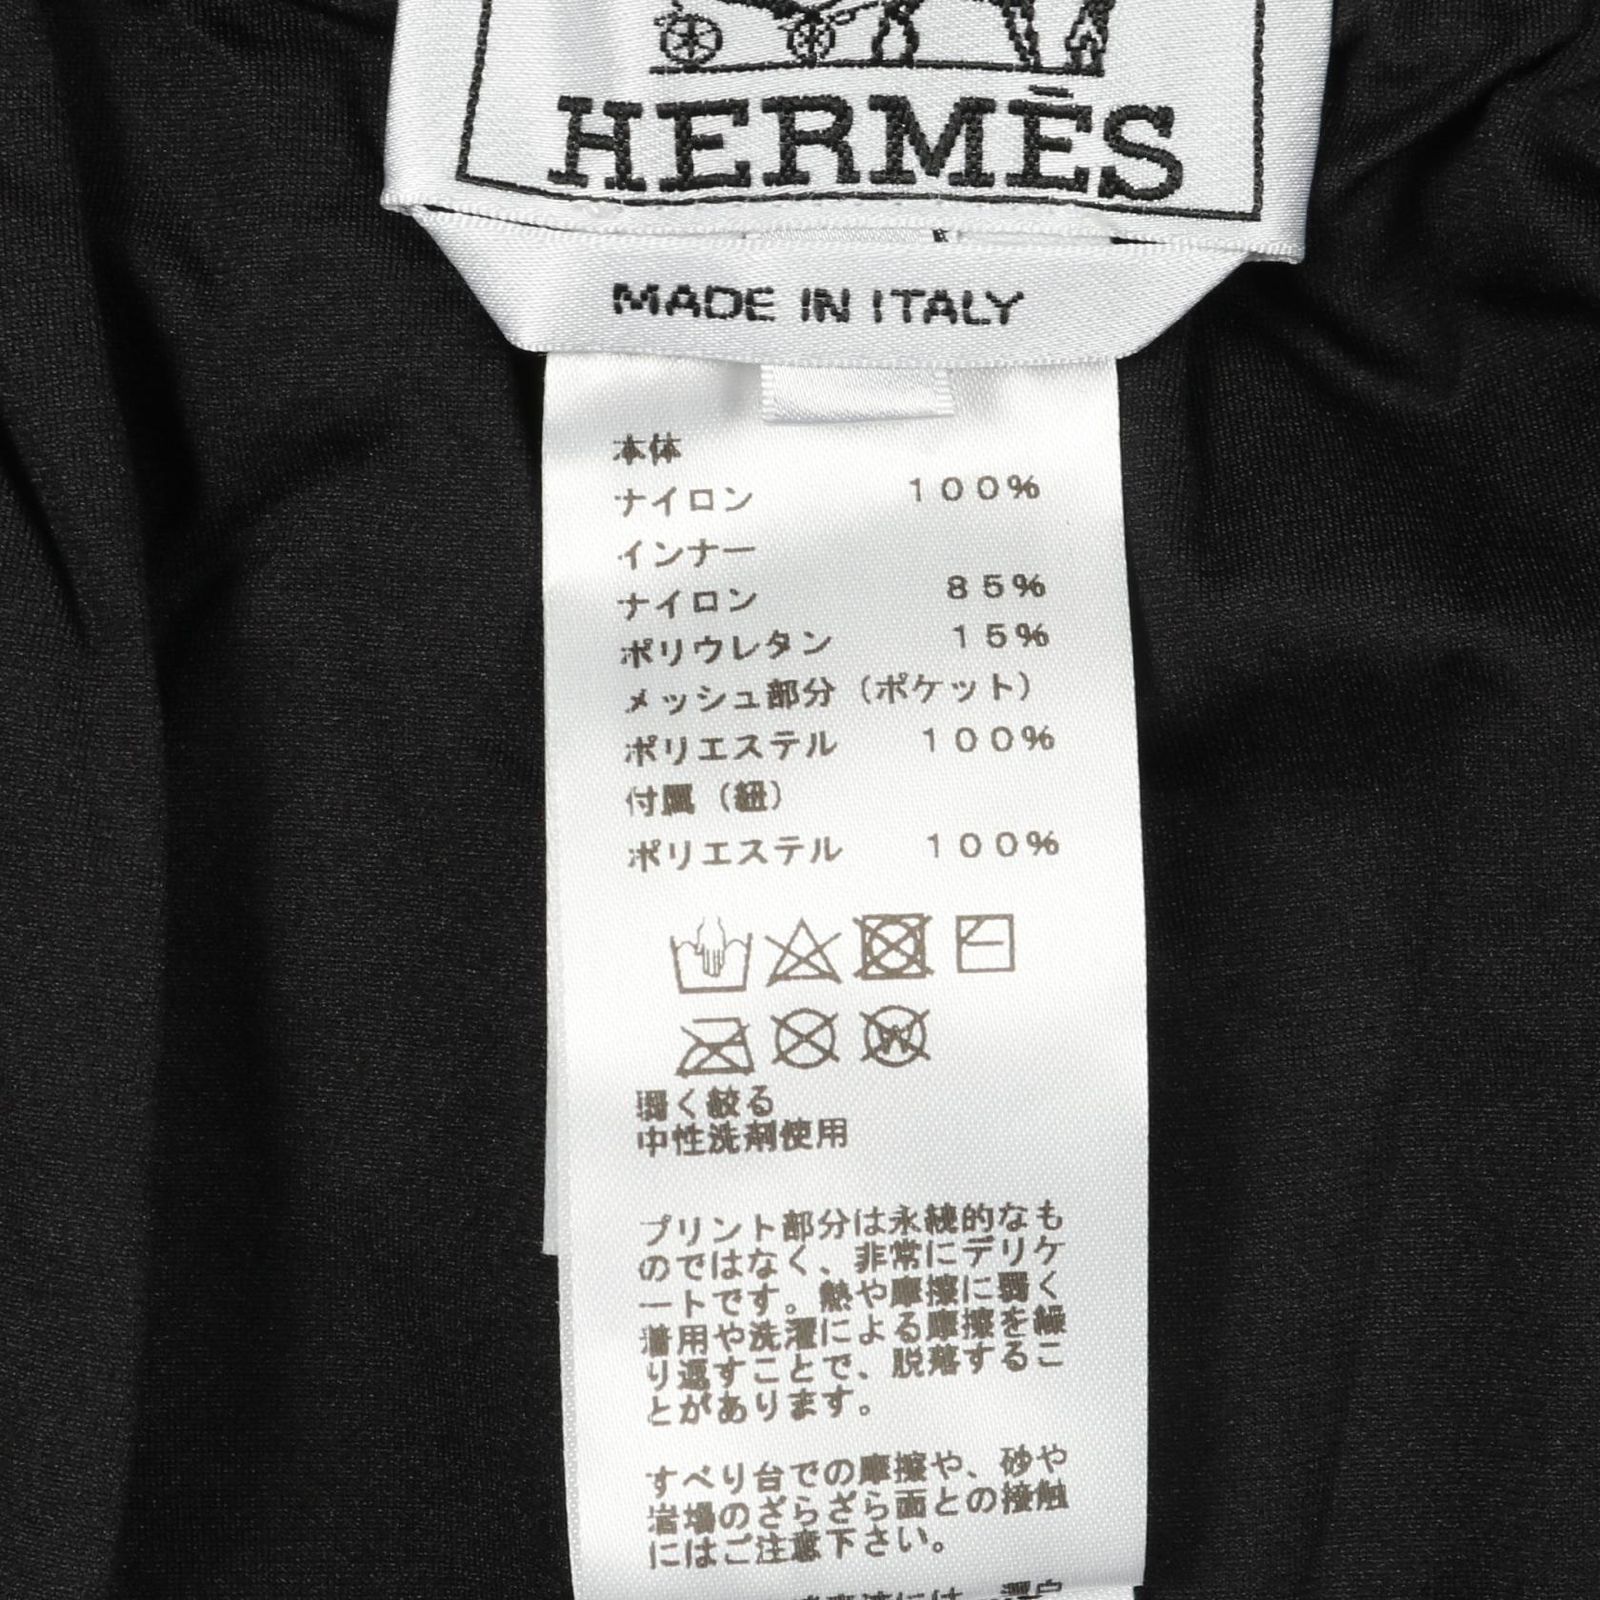 HERMÈS
MADE IN ITALY
本体
ナイロン 100%
インナー
ナイロン 85%
ポリウレタン 15%
メッシュ部分（ポケット）
ポリエステル 100%
付属（紐）
ポリエステル 100%
弱く絞る
中性洗剤使用
プリント部分は永続的なも
のではなく、非常にデリケ
ートです。熱や摩擦に弱く
着用や洗濯による摩擦を繰
り返すことで、脱落するこ
とがあります。
すべり台での摩擦や、砂や
岩場のざらざら面との接触
にはご注意下さい。